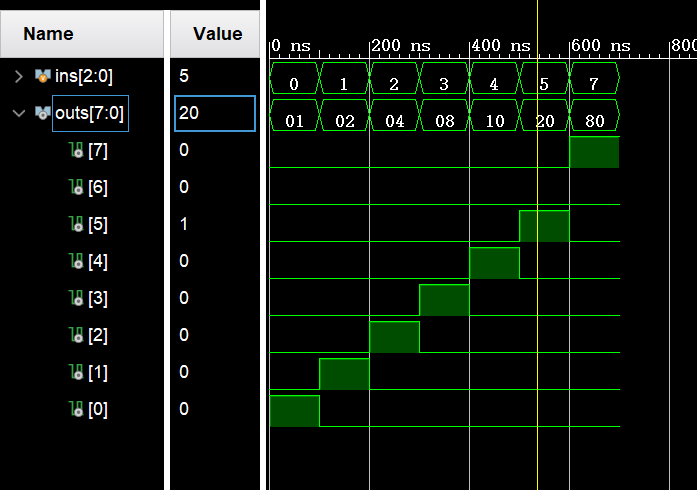 Name Value
0 ns 200 ns 400 ns 600 ns 800
ins[2:0] 5 0 1 2 3 4 5 7
outs[7:0] 20 01 02 04 08 10 20 80
[7] 0
[6] 0
[5] 1
[4] 0
[3] 0
[2] 0
[1] 0
[0] 0